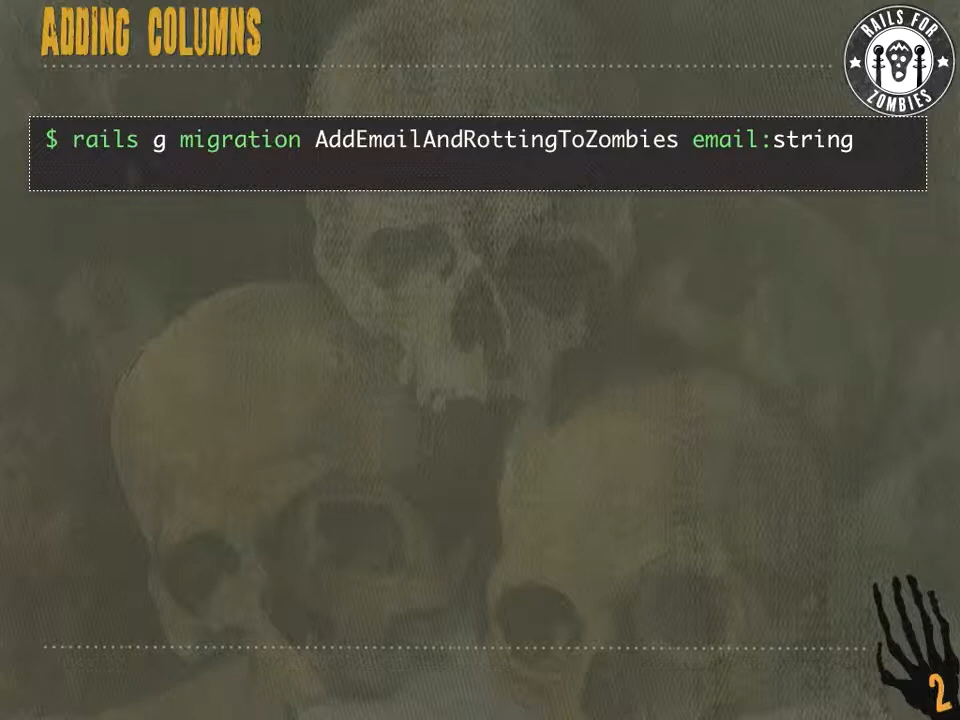 ADDING COLUMNS
RAILS FOR
ZOMBIES
$ rails g migration AddEmailAndRottingToZombies email:string
2